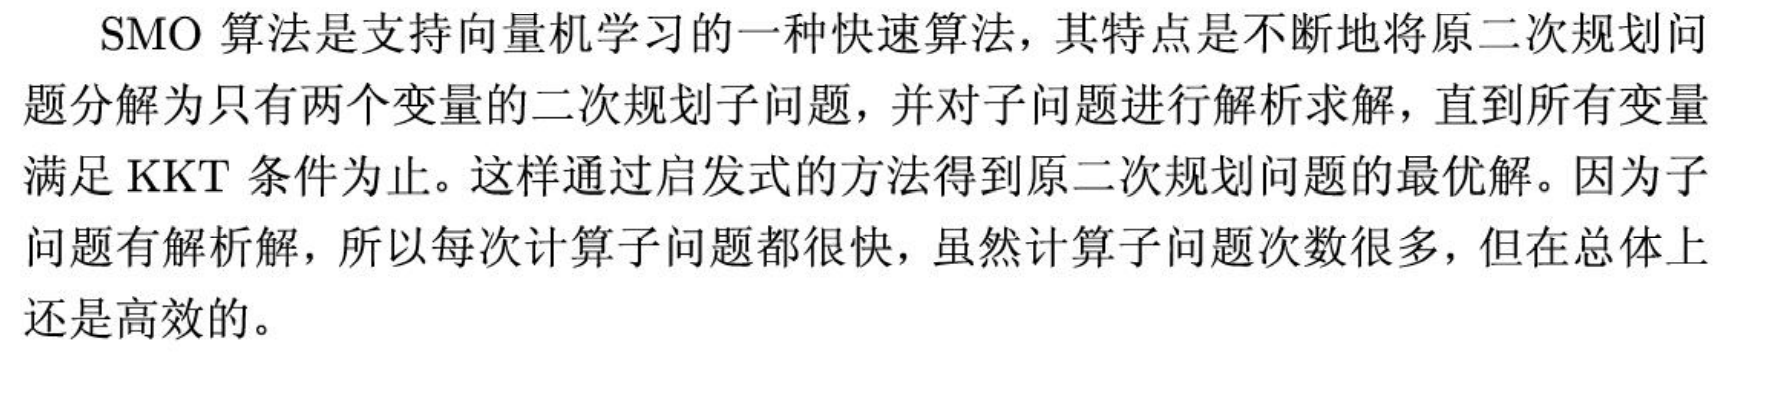 SMO 算法是支持向量机学习的一种快速算法，其特点是不断地将原二次规划问
题分解为只有两个变量的二次规划子问题，并对子问题进行解析求解，直到所有变量
满足 KKT 条件为止。这样通过启发式的方法得到原二次规划问题的最优解。因为子
问题有解析解，所以每次计算子问题都很快，虽然计算子问题次数很多，但在总体上
还是高效的。